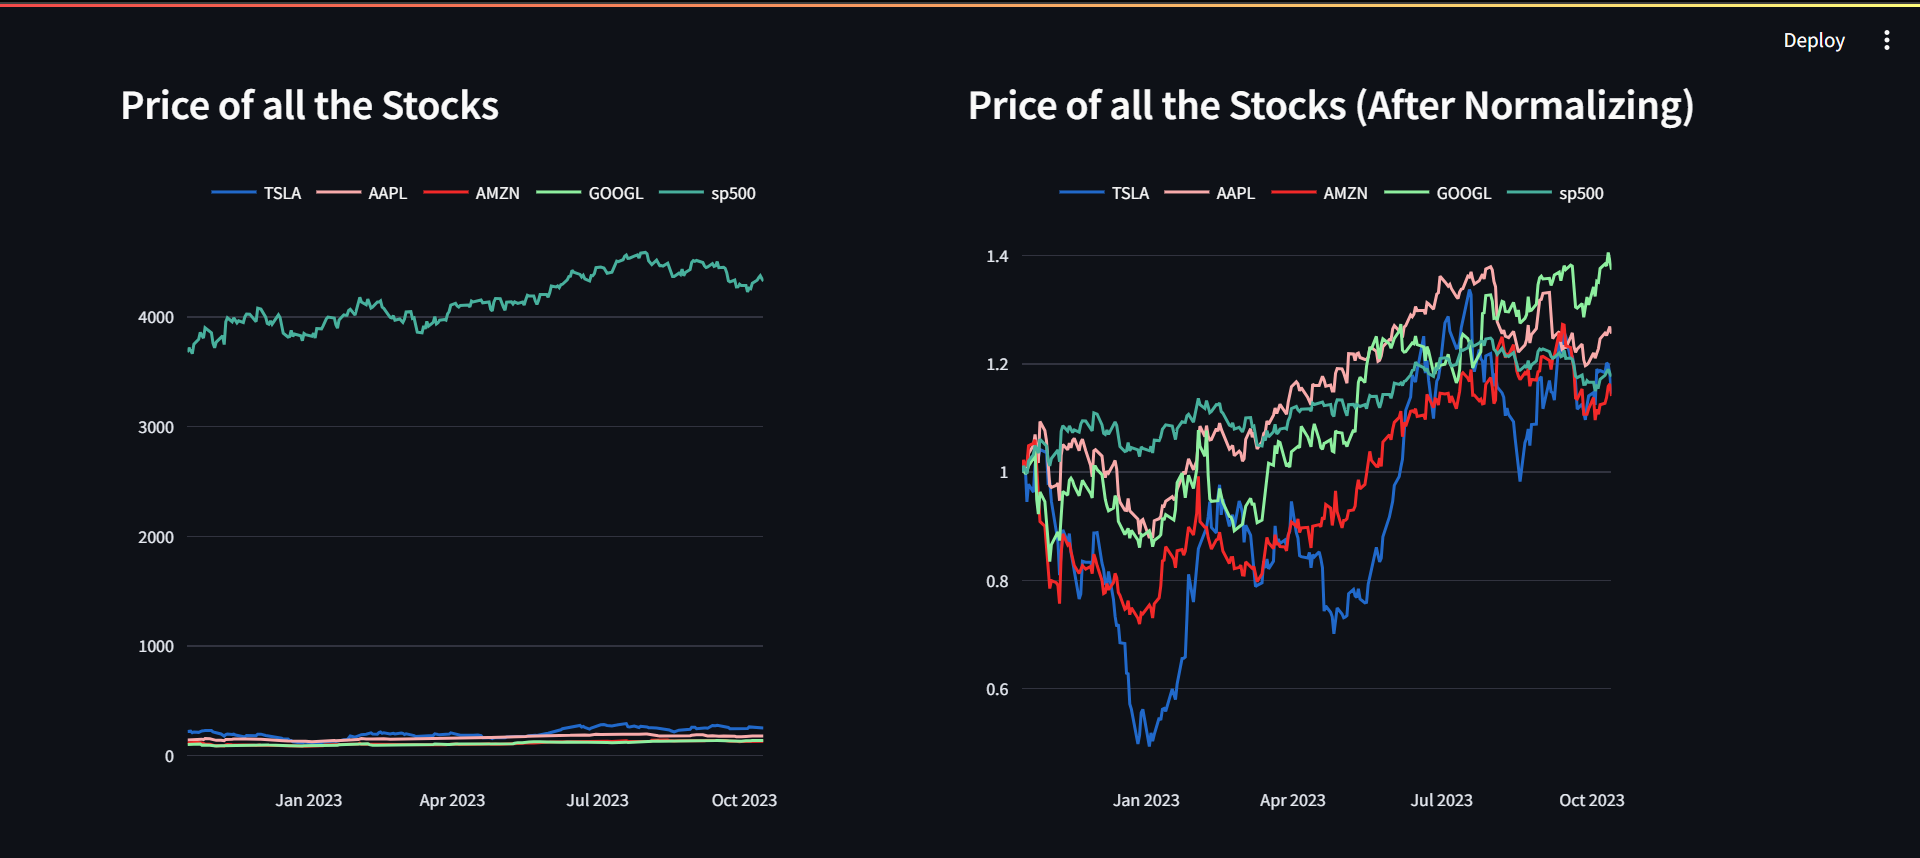 Deploy
Price of all the Stocks
TSLA AAPL AMZN GOOGL sp500
4000
3000
2000
1000
0
Jan 2023 Apr 2023 Jul 2023 Oct 2023
Price of all the Stocks (After Normalizing)
TSLA AAPL AMZN GOOGL sp500
1.4
1.2
1
0.8
0.6
Jan 2023 Apr 2023 Jul 2023 Oct 2023